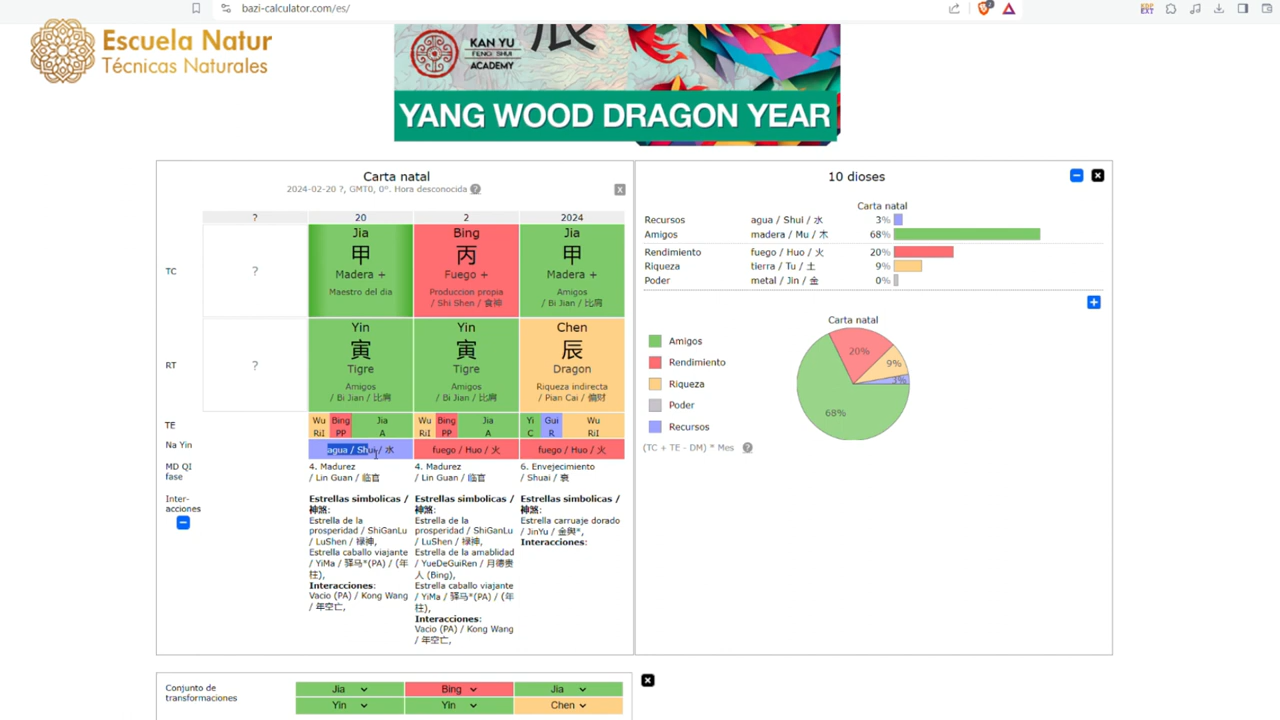 bazi-calculator.com/es/
Escuela Natur
Técnicas Naturales
KAN YU
FENG SHUI
ACADEMY
辰
YANG WOOD DRAGON YEAR
Carta natal
2024-02-20 ?, GMT0, 0°. Hora desconocida ?
X
? 20 2 2024
TC
?
Jia
甲
Madera +
Maestro del dia
Bing
丙
Fuego +
Produccion propia
/ Shi Shen / 食神
Jia
甲
Madera +
Amigos
/ Bi Jian / 比肩
RT
?
Yin
寅
Tigre
Amigos
/ Bi Jian / 比肩
Yin
寅
Tigre
Amigos
/ Bi Jian / 比肩
Chen
辰
Dragon
Riqueza indirecta
/ Pian Cai / 偏財
TE
Wu Bing Jia Wu Bing Jia Yi Gui Wu
RiI PP A RiI PP A C R RiI
Na Yin agua / Shui / 水 fuego / Huo / 火 fuego / Huo / 火
MD QI
fase
4. Madurez
/ Lin Guan / 临官
4. Madurez
/ Lin Guan / 临官
6. Envejecimiento
/ Shuai / 衰
Inter-
acciones
Estrellas simbolicas /
神煞:
Estrella de la
prosperidad / ShiGanLu
/ LuShen / 禄神,
Estrella caballo viajante
/ YiMa / 驿马*(PA) / (年
柱),
Interacciones:
Vacio (PA) / Kong Wang
/ 年空亡,
Estrellas simbolicas /
神煞:
Estrella de la
prosperidad / ShiGanLu
/ LuShen / 禄神,
Estrella de la amablidad
/ YueDeGuiRen / 月德贵
人 (Bing),
Estrella caballo viajante
/ YiMa / 驿马*(PA) / (年
柱),
Interacciones:
Vacio (PA) / Kong Wang
/ 年空亡,
Estrellas simbolicas /
神煞:
Estrella carruaje dorado
/ JinYu / 金舆*,
Interacciones:
10 dioses
Carta natal
Recursos agua / Shui / 水 3%
Amigos madera / Mu / 木 68%
Rendimiento fuego / Huo / 火 20%
Riqueza tierra / Tu / 土 9%
Poder metal / Jin / 金 0%
Carta natal
Amigos
Rendimiento
Riqueza
Poder
Recursos
20%
9%
3%
68%
(TC + TE - DM) * Mes ?
Conjunto de
transformaciones
Jia Bing Jia
Yin Yin Chen